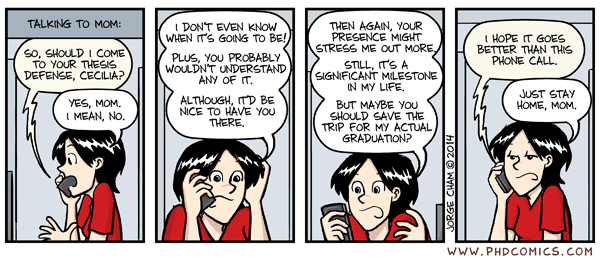 TALKING TO MOM:
SO, SHOULD I COME
TO YOUR THESIS
DEFENSE, CECILIA?
YES, MOM.
I MEAN, NO.
I DON'T EVEN KNOW
WHEN IT'S GOING TO BE!
PLUS, YOU PROBABLY
WOULDN'T UNDERSTAND
ANY OF IT.
ALTHOUGH, IT'D BE
NICE TO HAVE YOU
THERE.
THEN AGAIN, YOUR
PRESENCE MIGHT
STRESS ME OUT MORE.
STILL, IT'S A
SIGNIFICANT MILESTONE
IN MY LIFE.
BUT MAYBE YOU
SHOULD SAVE THE
TRIP FOR MY ACTUAL
GRADUATION?
I HOPE IT GOES
BETTER THAN THIS
PHONE CALL.
JUST STAY
HOME, MOM.
JORGE CHAM © 2014
WWW.PHDCOMICS.COM